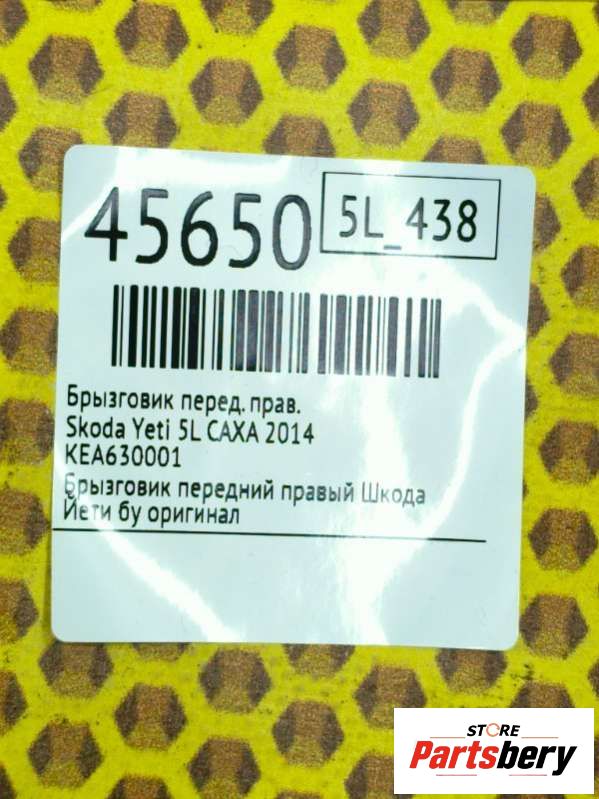 45650
5L_438
Брызговик перед. прав.
Skoda Yeti 5L CAXA 2014
KEA630001
Брызговик передний правый Шкода
Йети бу оригинал
STORE
Partsbery